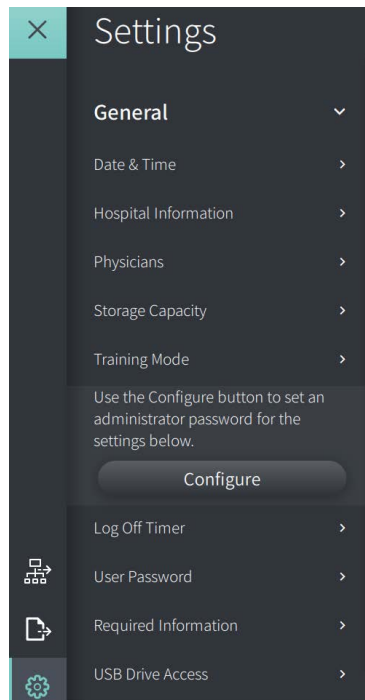 Settings
General
Date & Time
Hospital Information
Physicians
Storage Capacity
Training Mode
Use the Configure button to set an
administrator password for the
settings below.
Configure
Log Off Timer
User Password
Required Information
USB Drive Access